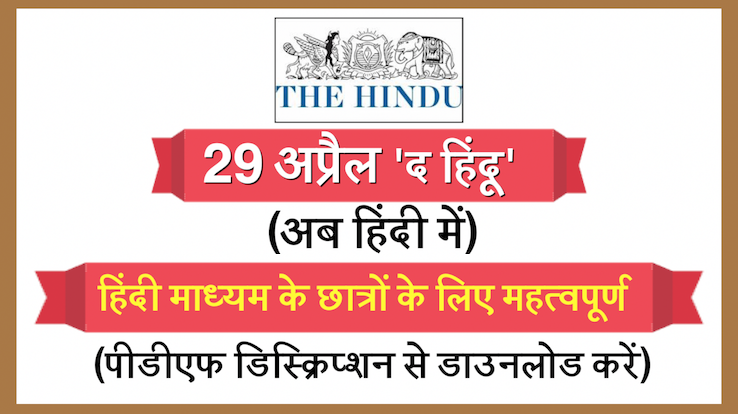 THE HINDU
29 अप्रैल 'द हिंदू'
(अब हिंदी में)
हिंदी माध्यम के छात्रों के लिए महत्वपूर्ण
(पीडीएफ डिस्क्रिप्शन से डाउनलोड करें)